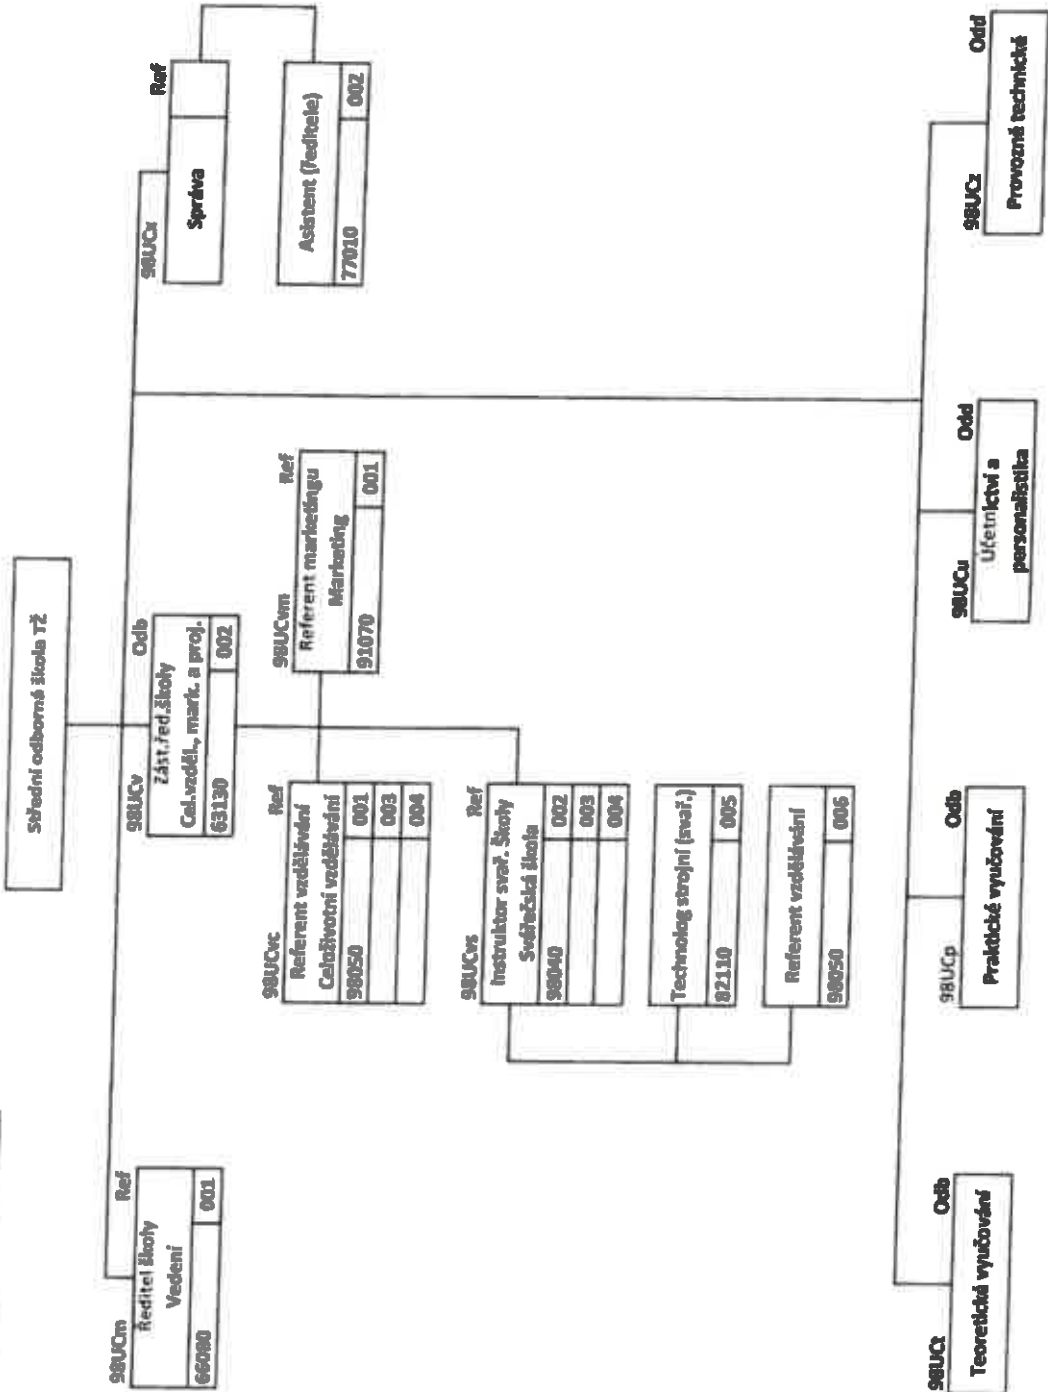 Střední odborná škola TŽ
98UCm Ref
Ředitel školy
Vedení
66080 001
98UCv Odb
Zást.řed.školy
Cel.vzděl., mark. a proj.
63130 002
98UCx Ref
Správa
Asistent (ředitele)
77010 002
98UCvc Ref
Referent vzdělávání
Celoživotní vzdělávání
98050 001
003
004
98UCvm Ref
Referent marketingu
Marketing
91070 001
98UCvs Ref
Instruktor svař. školy
Svářečská škola
98040 002
003
004
Technolog strojní (svař.)
82110 005
Referent vzdělávání
98050 006
98UCt Odb
Teoretické vyučování
98UCp Odb
Praktické vyučování
98UCu Odd
Účetnictví a
personalistika
98UCz Odd
Provozně technické